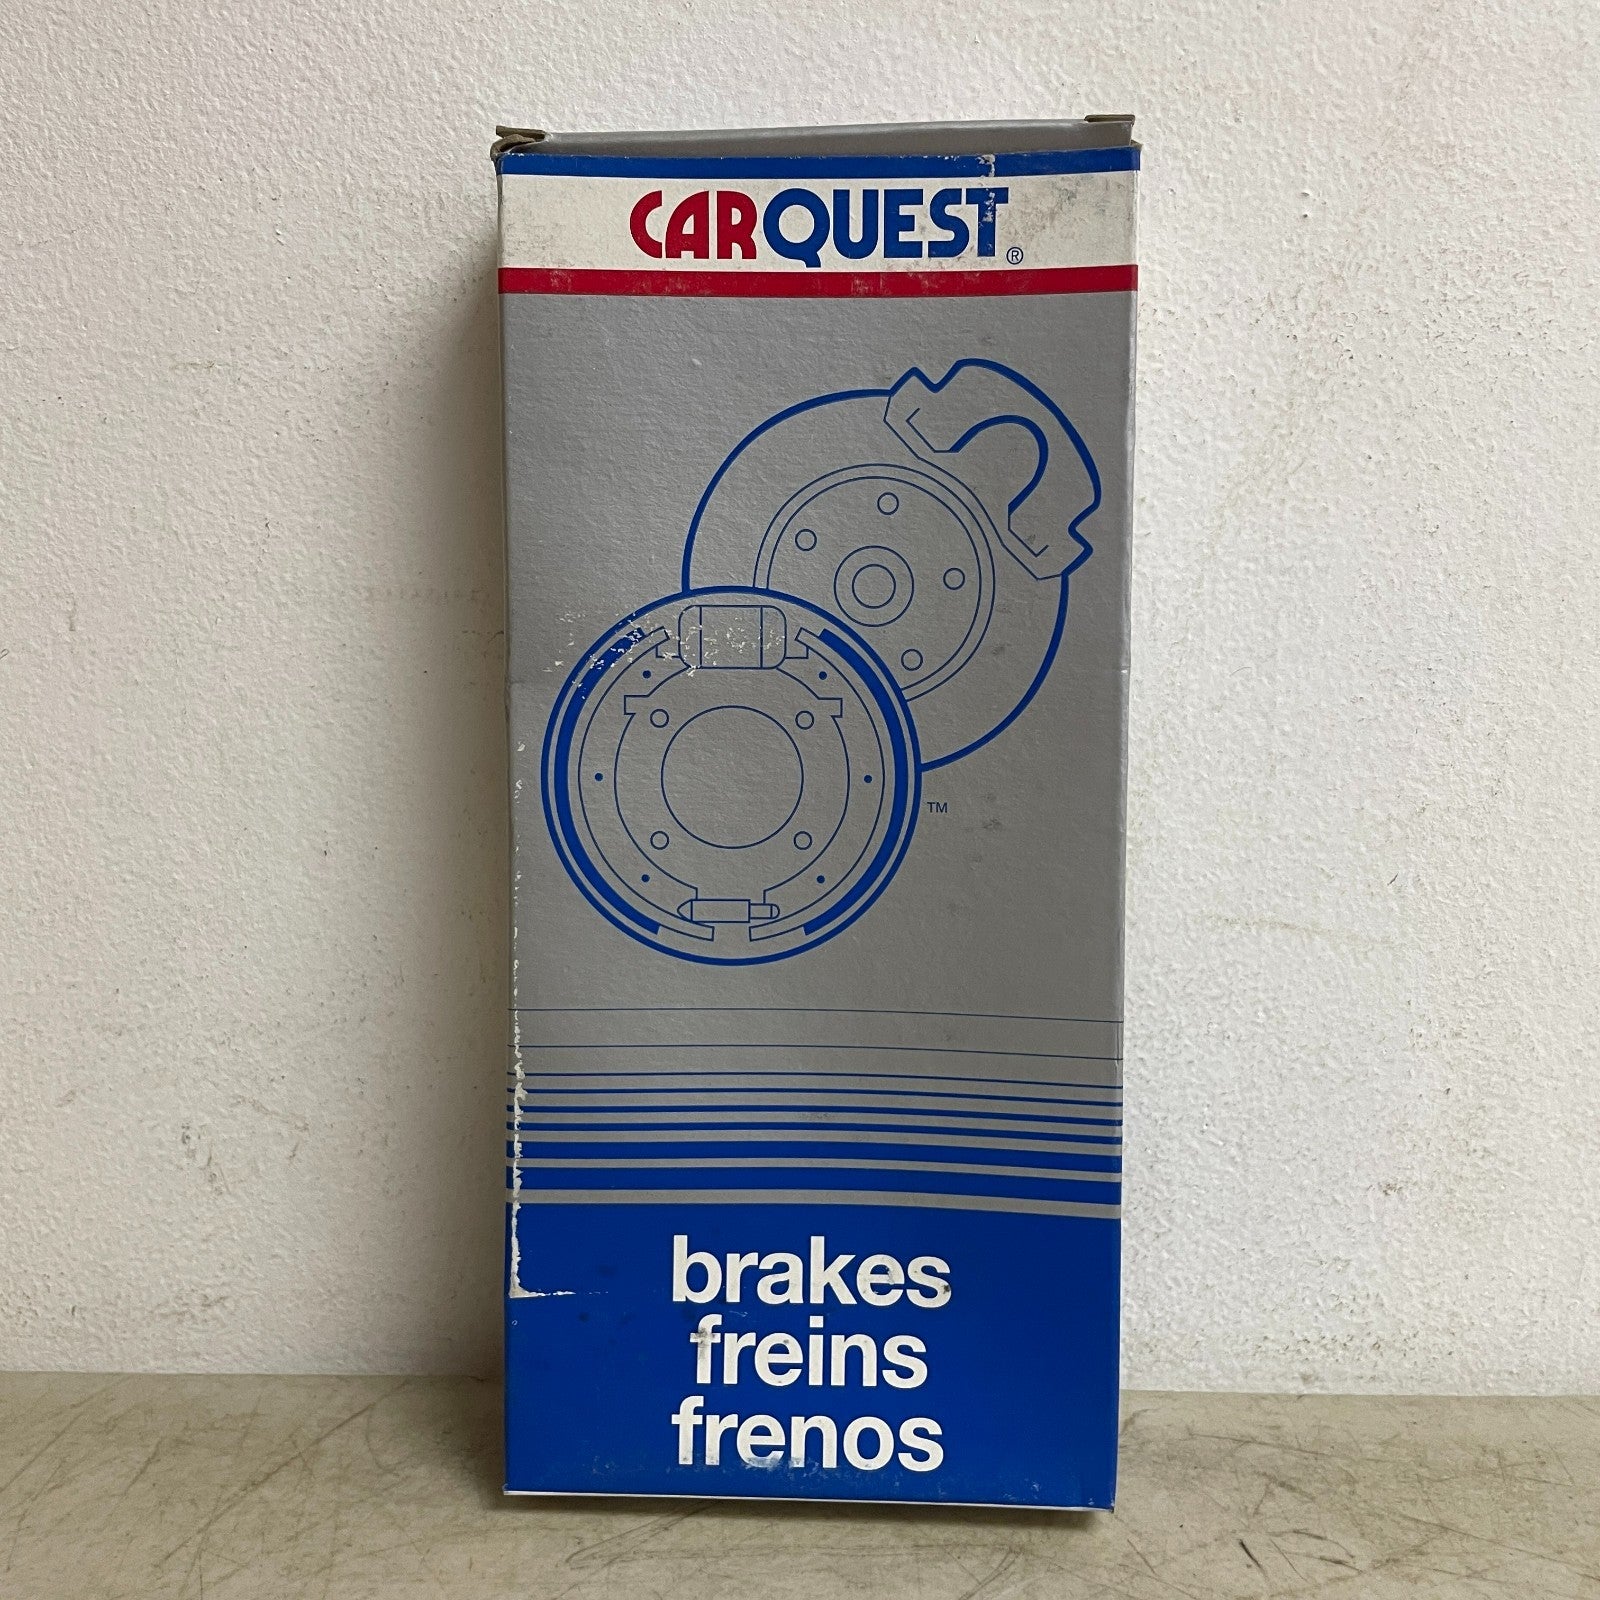 CARQUEST®
™
brakes
freins
frenos